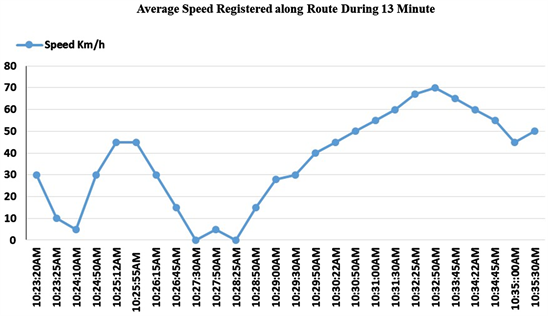 Average Speed Registered along Route During 13 Minute
Speed Km/h
80
70
60
50
40
30
20
10
0
10:23:20AM
10:23:25AM
10:24:10AM
10:24:50AM
10:25:12AM
10:25:55AM
10:26:15AM
10:26:45AM
10:27:30AM
10:27:50AM
10:28:25AM
10:28:50AM
10:29:00AM
10:29:30AM
10:29:50AM
10:30:22AM
10:30:50AM
10:31:00AM
10:31:30AM
10:32:25AM
10:32:50AM
10:33:45AM
10:34:22AM
10:34:45AM
10:35::00AM
10:35:30AM